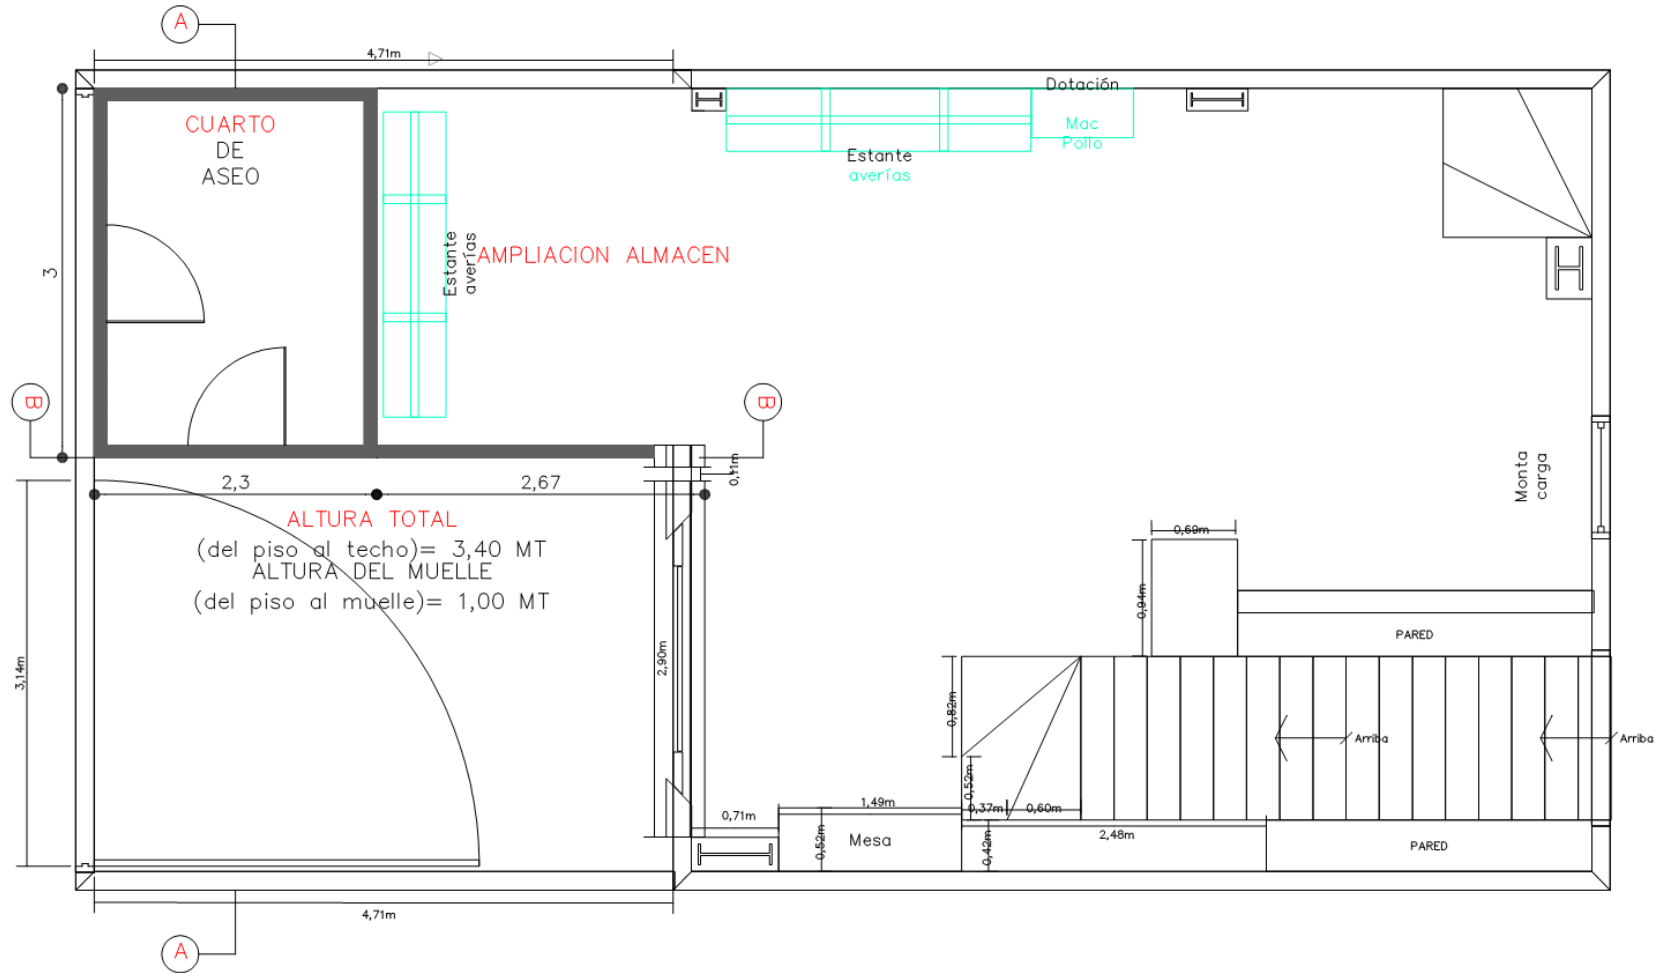 A
4,71m
Dotación
CUARTO
DE
ASEO
Mac
Pollo
Estante
averías
Estante
averías
AMPLIACION ALMACEN
3
B
B
Monta
carga
2,3
2,67
0,11m
ALTURA TOTAL
(del piso al techo)= 3,40 MT
ALTURA DEL MUELLE
(del piso al muelle)= 1,00 MT
0,69m
0,94m
PARED
3,14m
2,90m
0,82m
Arriba
Arriba
0,52m
0,37m
0,60m
1,49m
0,71m
0,52m
Mesa
0,42m
2,48m
PARED
4,71m
A